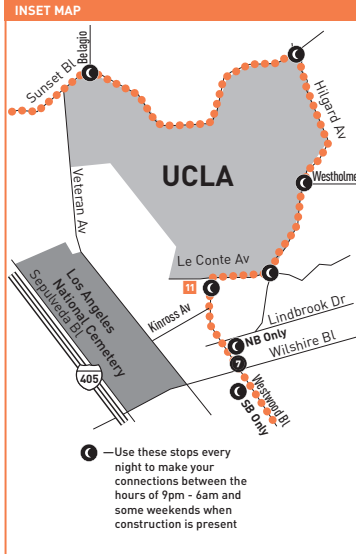 INSET MAP
Belagio
Sunset Bl
Hilgard Av
UCLA
Westholme
Veteran Av
Le Conte Av
11
Los Angeles
National Cemetery
Sepulveda Bl
Kinross Av
Lindbrook Dr
NB Only
Wilshire Bl
7
405
Westwood Bl
SB Only
—Use these stops every
night to make your
connections between the
hours of 9pm - 6am and
some weekends when
construction is present